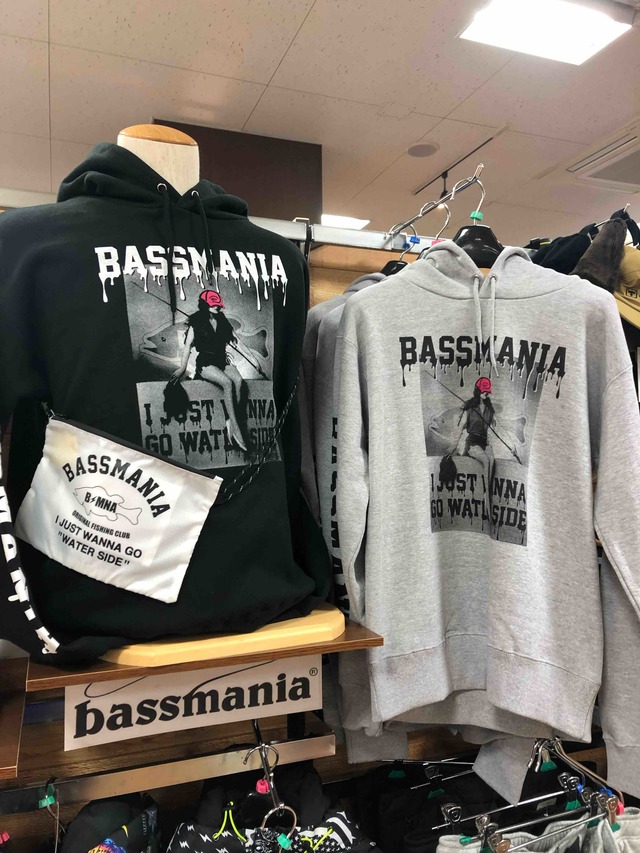 BASSMANIA
I JUST WANNA
GO WATER SIDE
BASSMANIA
B MNA
ORIGINAL FISHING CLUB
I JUST WANNA GO
"WATER SIDE"
bassmania®
BASSMANIA
I JUST WANNA
GO WATER SIDE
BASSMANIA